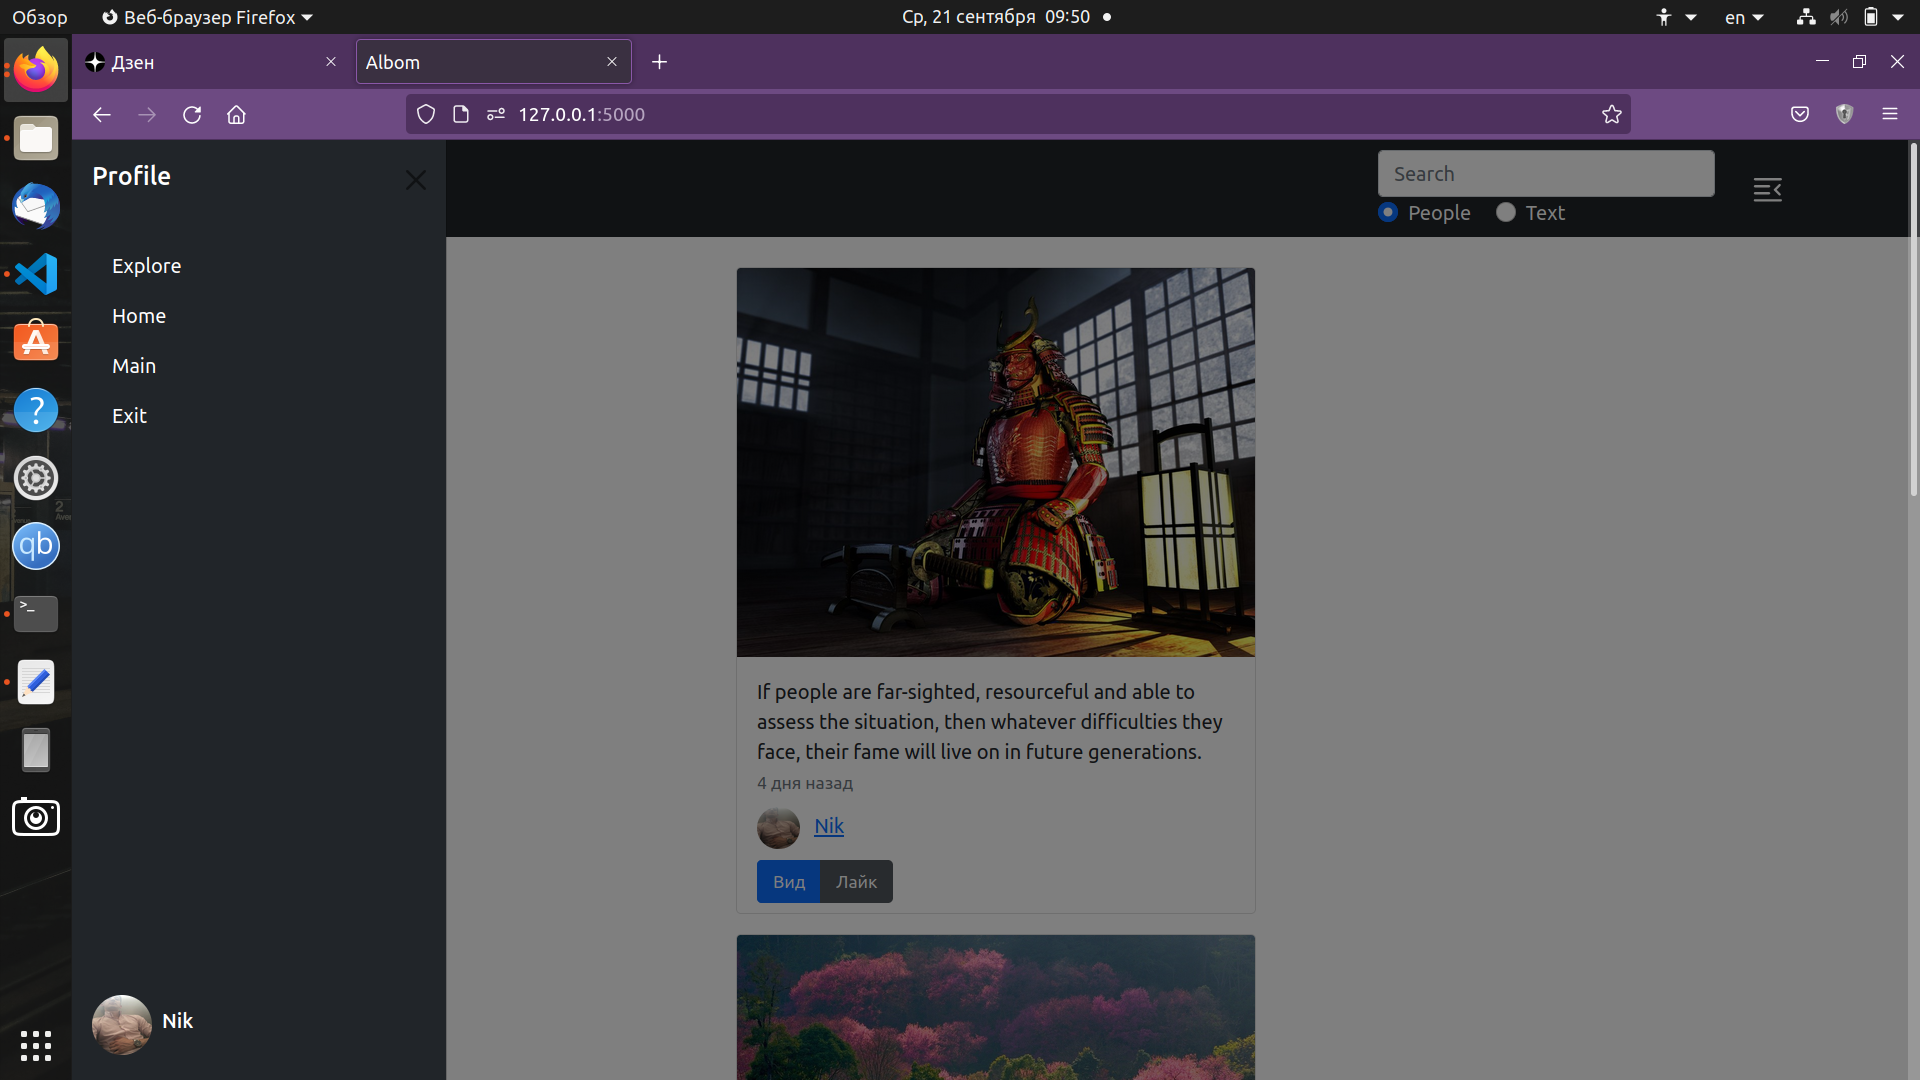 Обзор
Веб-браузер Firefox
Ср, 21 сентября 09:50
en
Дзен
Albom
127.0.0.1:5000
Profile
Explore
Home
Main
Exit
Nik
Search
People
Text
If people are far-sighted, resourceful and able to
assess the situation, then whatever difficulties they
face, their fame will live on in future generations.
4 дня назад
Nik
Вид
Лайк
qb
>_
?
2